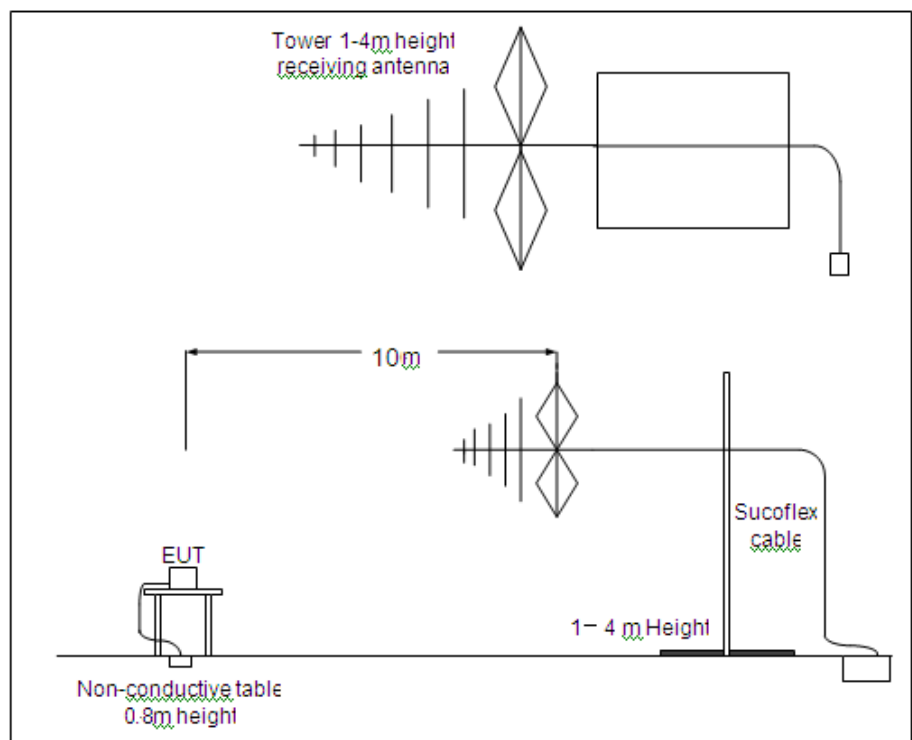 Tower 1-4m height
receiving antenna
10m
Sucoflex
cable
EUT
1– 4 m Height
Non-conductive table
0.8m height